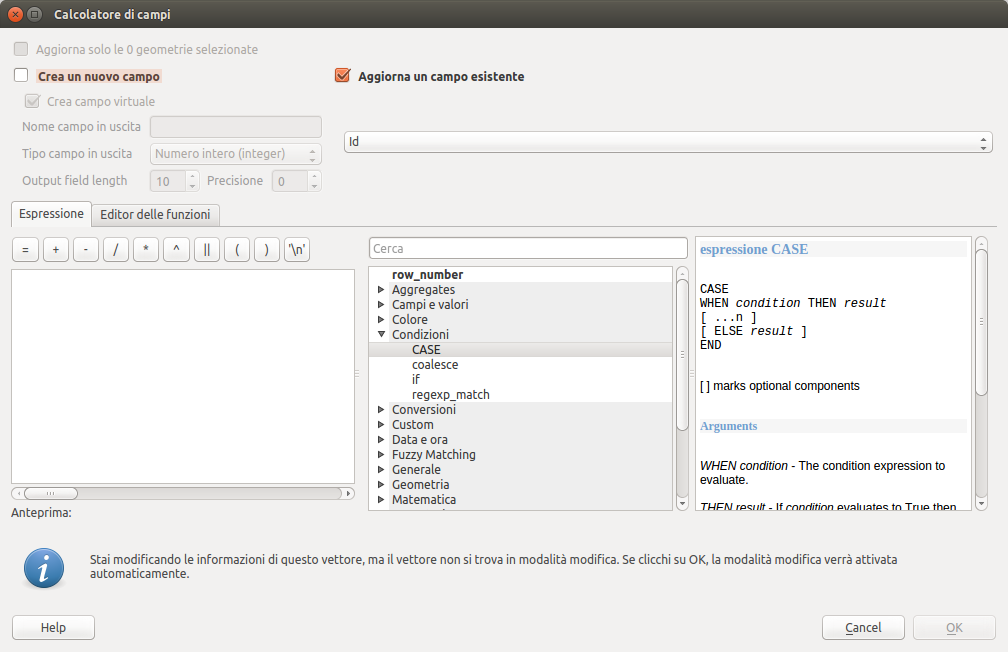 Calcolatore di campi
Aggiorna solo le 0 geometrie selezionate
Crea un nuovo campo
Aggiorna un campo esistente
Crea campo virtuale
Nome campo in uscita
Tipo campo in uscita Numero intero (integer)
Id
Output field length 10 Precisione 0
Espressione Editor delle funzioni
= + - / * ^ || ( ) '\n'
Cerca
row_number
Aggregates
Campi e valori
Colore
Condizioni
CASE
coalesce
if
regexp_match
Conversioni
Custom
Data e ora
Fuzzy Matching
Generale
Geometria
Matematica
espressione CASE
CASE
WHEN condition THEN result
[ ...n ]
[ ELSE result ]
END
[ ] marks optional components
Arguments
WHEN condition - The condition expression to
evaluate.
THEN result - If condition evaluates to True then
Anteprima:
Stai modificando le informazioni di questo vettore, ma il vettore non si trova in modalità modifica. Se clicchi su OK, la modalità modifica verrà attivata
automaticamente.
Help
Cancel
OK